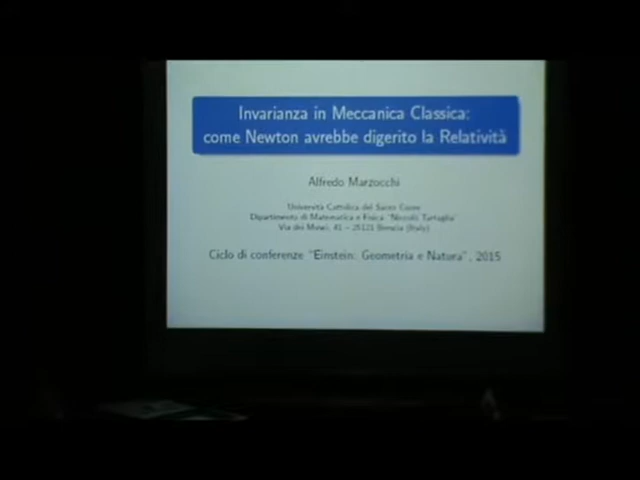 Invarianza in Meccanica Classica:
come Newton avrebbe digerito la Relatività
Alfredo Marzocchi
Università Cattolica del Sacro Cuore
Dipartimento di Matematica e Fisica "Niccolò Tartaglia"
Via dei Musei, 41 – 25121 Brescia (Italy)
Ciclo di conferenze "Einstein: Geometria e Natura", 2015